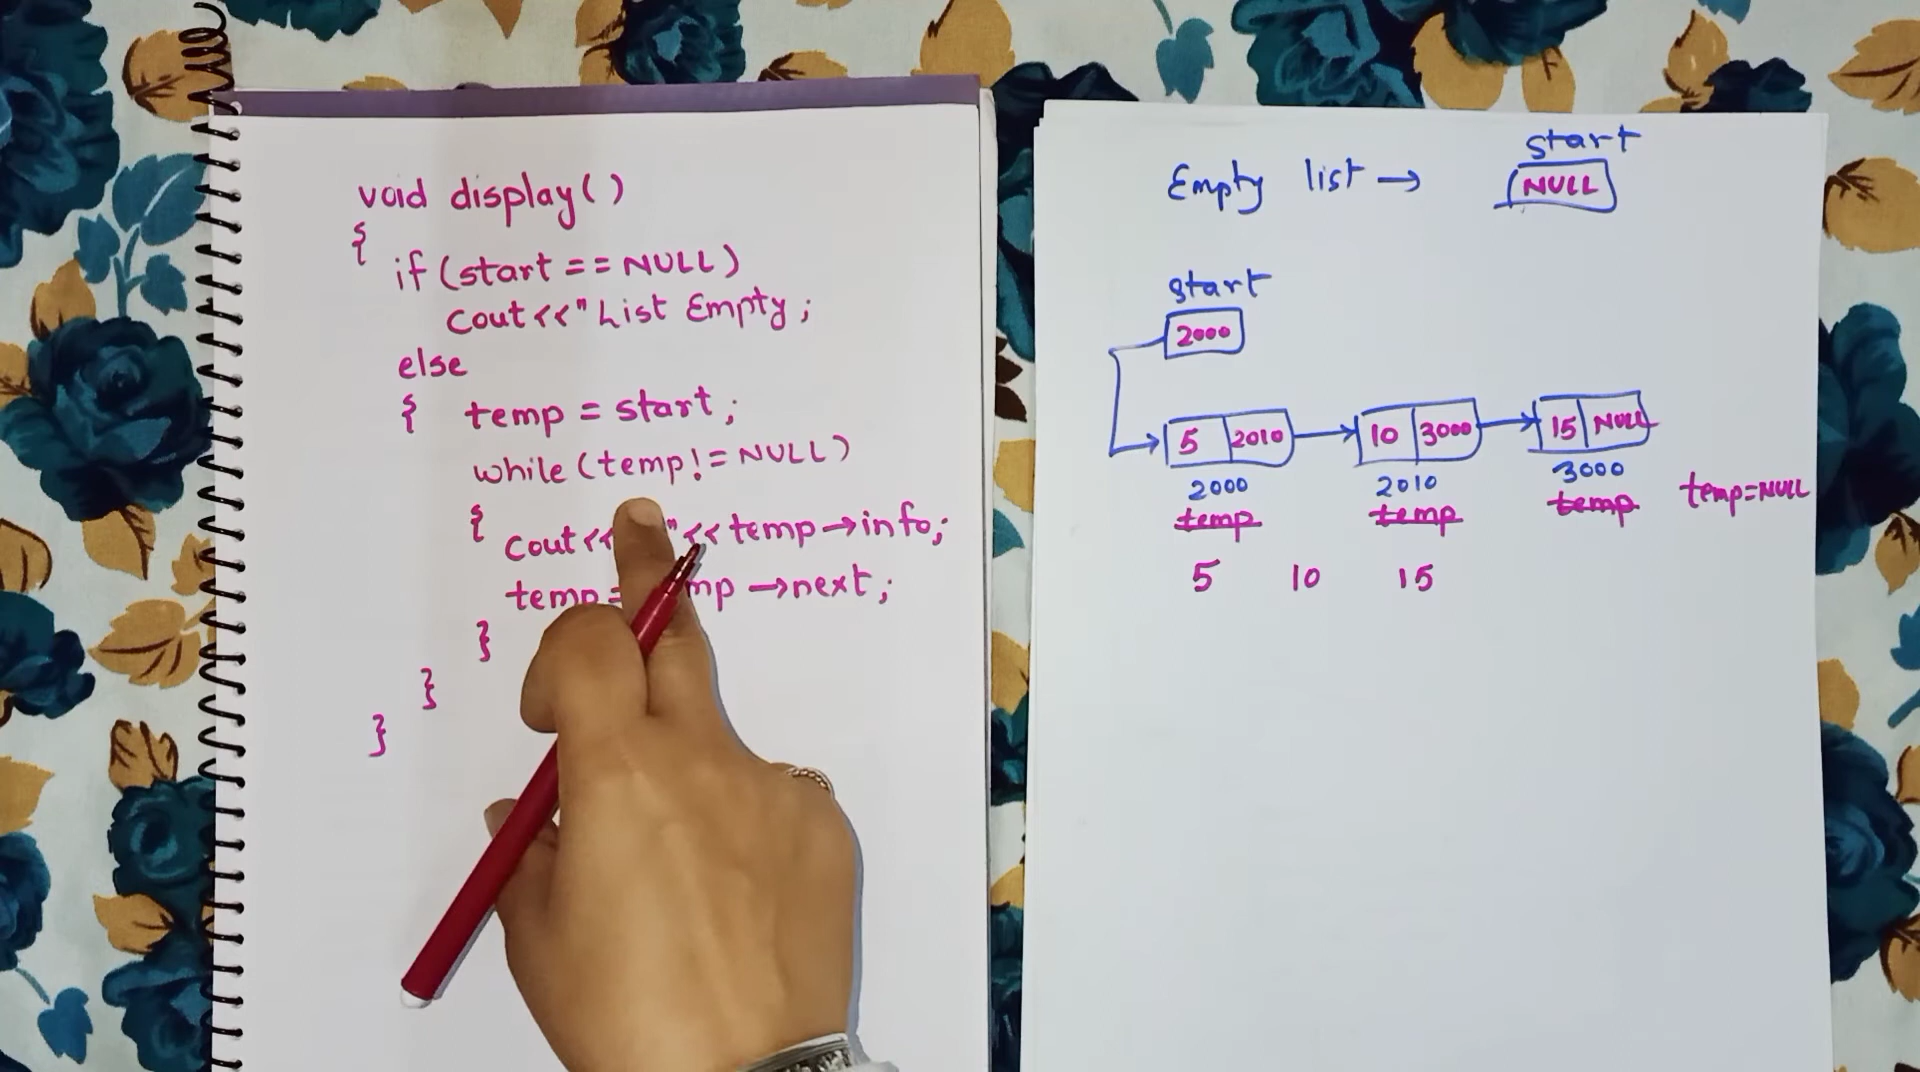 void display()
{
if (start == NULL)
cout<<"List Empty;
else
{ temp = start;
while (temp != NULL)
{ cout<< "<< temp→info;
temp = →next;
}
}
}
Empty list → start
NULL
start
2000
5 2010 → 10 3000 → 15 NULL
2000 2010 3000
temp temp temp temp=NULL
5 10 15